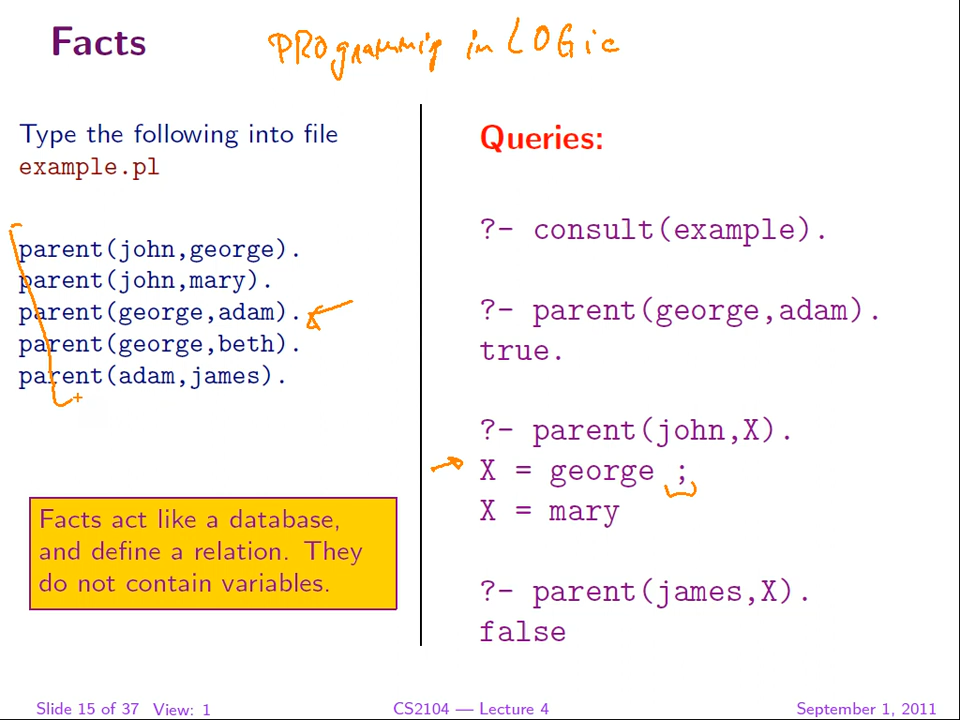 Facts
PROgramming in LOGic
Type the following into file
example.pl
parent(john,george).
parent(john,mary).
parent(george,adam).
parent(george,beth).
parent(adam,james).
Facts act like a database,
and define a relation. They
do not contain variables.
Queries:
?- consult(example).
?- parent(george,adam).
true.
?- parent(john,X).
X = george ;
X = mary
?- parent(james,X).
false
Slide 15 of 37 View: 1
CS2104 — Lecture 4
September 1, 2011